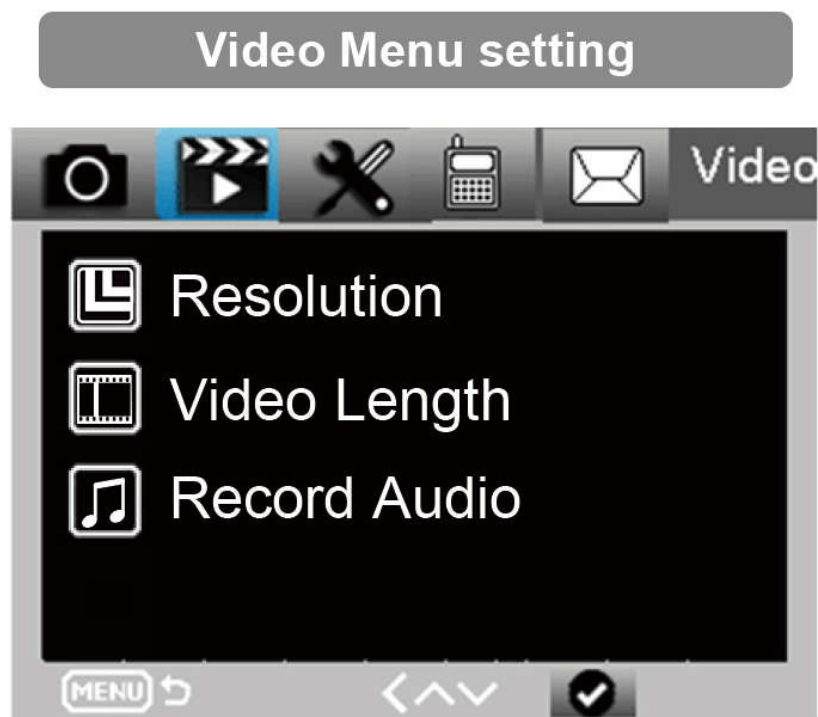 Video Menu setting
Video
Resolution
Video Length
Record Audio
MENU